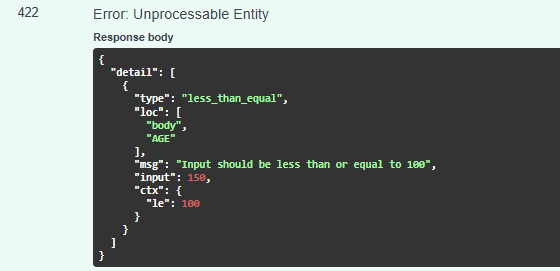 422
Error: Unprocessable Entity
Response body
{
  "detail": [
    {
      "type": "less_than_equal",
      "loc": [
        "body",
        "AGE"
      ],
      "msg": "Input should be less than or equal to 100",
      "input": 150,
      "ctx": {
        "le": 100
      }
    }
  ]
}